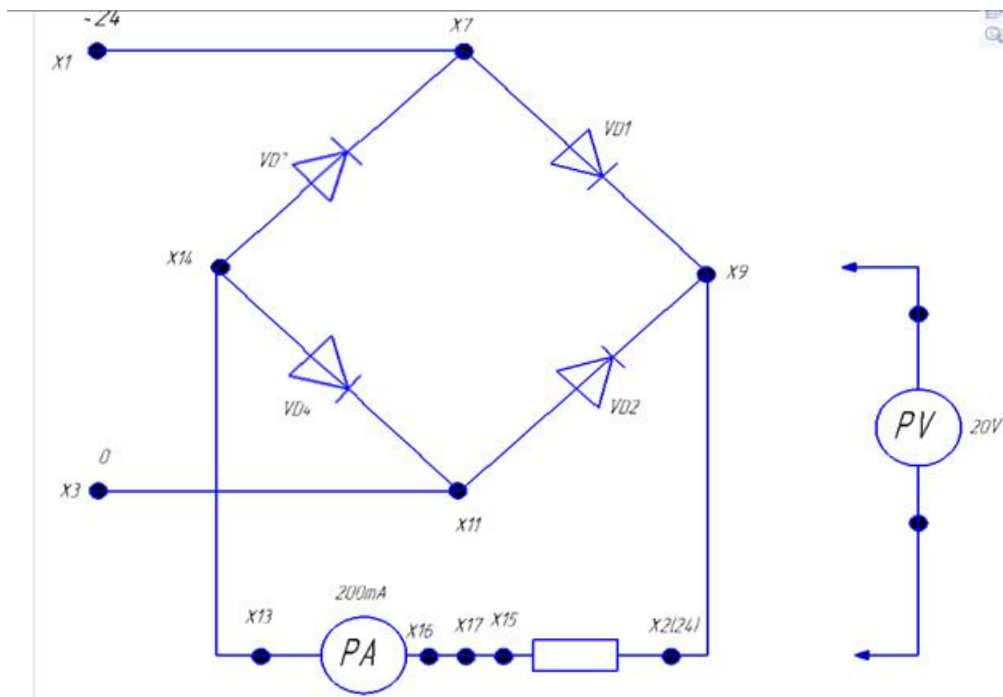 ~24
X1
X7
VD1
VD"
X14
X9
VD4
VD2
PV
20V
0
X3
X11
200mA
X13
PA
X16
X17
X15
X2(24)